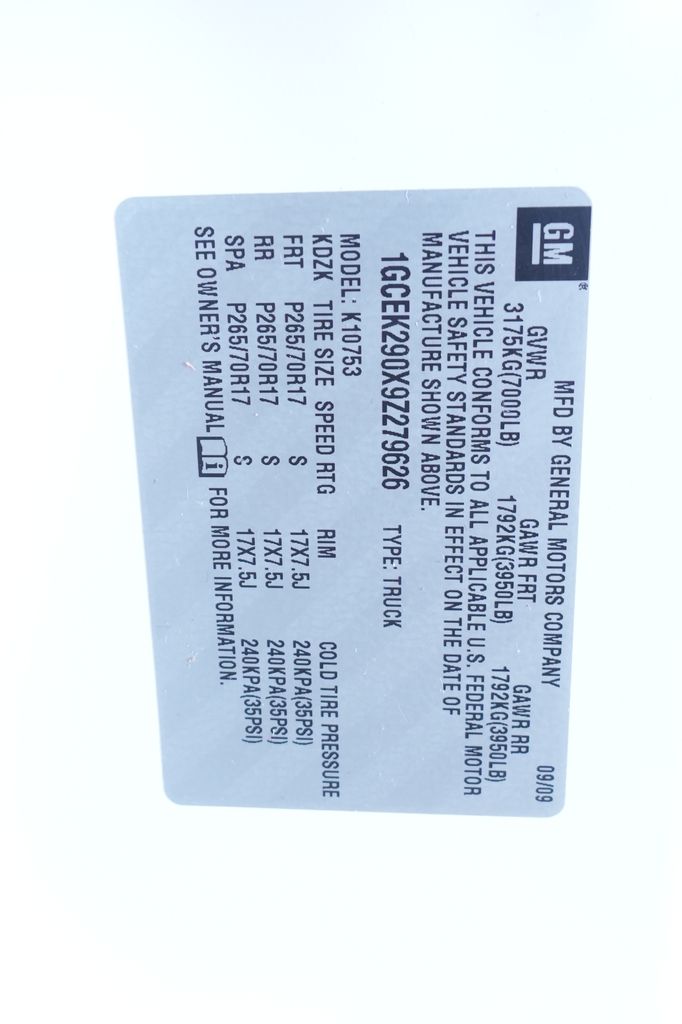 GM ®
MFD BY GENERAL MOTORS COMPANY 09/09
GVWR GAWR FRT GAWR RR
3175KG(7000LB) 1792KG(3950LB) 1792KG(3950LB)
THIS VEHICLE CONFORMS TO ALL APPLICABLE U.S. FEDERAL MOTOR
VEHICLE SAFETY STANDARDS IN EFFECT ON THE DATE OF
MANUFACTURE SHOWN ABOVE.
1GCEK290X9Z279626 TYPE: TRUCK
MODEL: K10753
KDZK TIRE SIZE SPEED RTG RIM COLD TIRE PRESSURE
FRT P265/70R17 S 17X7.5J 240KPA(35PSI)
RR P265/70R17 S 17X7.5J 240KPA(35PSI)
SPA P265/70R17 S 17X7.5J 240KPA(35PSI)
SEE OWNER'S MANUAL i FOR MORE INFORMATION.